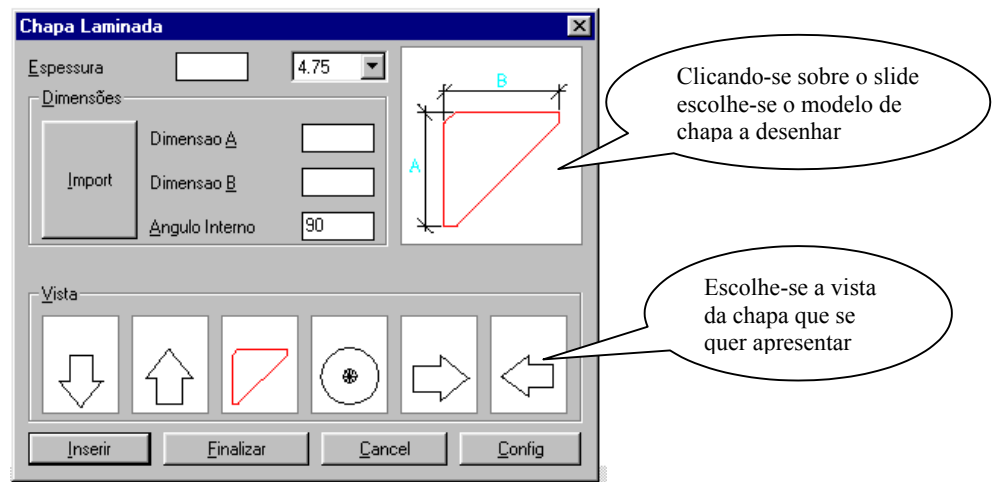 Chapa Laminada
Espessura
4.75
Dimensões
Import
Dimensao A
Dimensao B
Angulo Interno
90
B
A
Clicando-se sobre o slide
escolhe-se o modelo de
chapa a desenhar
Vista
Escolhe-se a vista
da chapa que se
quer apresentar
Inserir
Finalizar
Cancel
Config